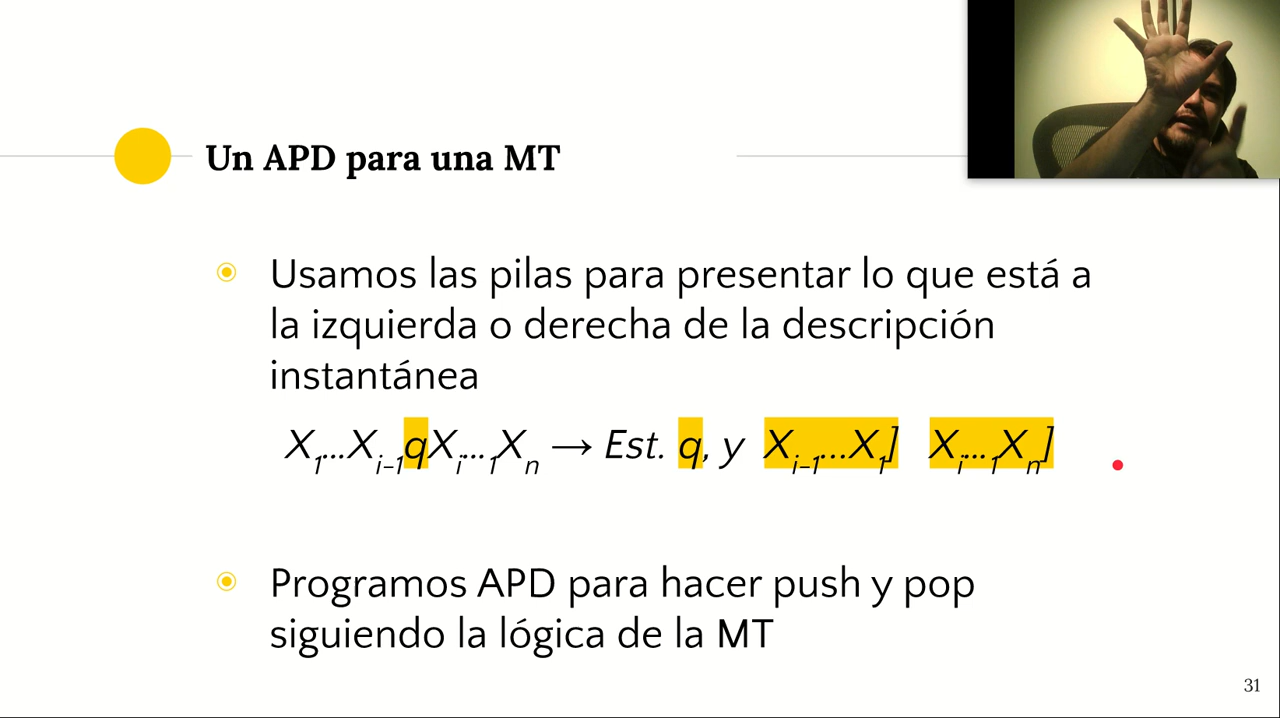 Un APD para una MT
Usamos las pilas para presentar lo que está a
la izquierda o derecha de la descripción
instantánea
X₁...Xᵢ₋₁qXᵢ...₁Xₙ → Est. q, y Xᵢ₋₁...X₁] Xᵢ...₁Xₙ]
Programos APD para hacer push y pop
siguiendo la lógica de la MT
31